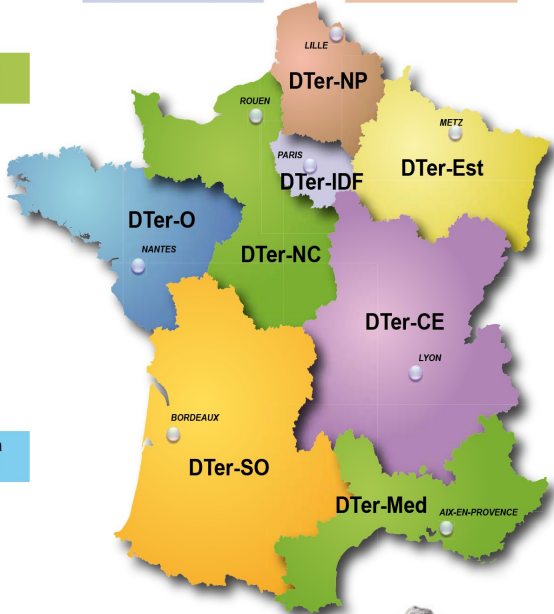 LILLE
DTer-NP
ROUEN
METZ
PARIS
DTer-Est
DTer-IDF
DTer-O
NANTES
DTer-NC
DTer-CE
LYON
BORDEAUX
DTer-SO
DTer-Med
AIX-EN-PROVENCE